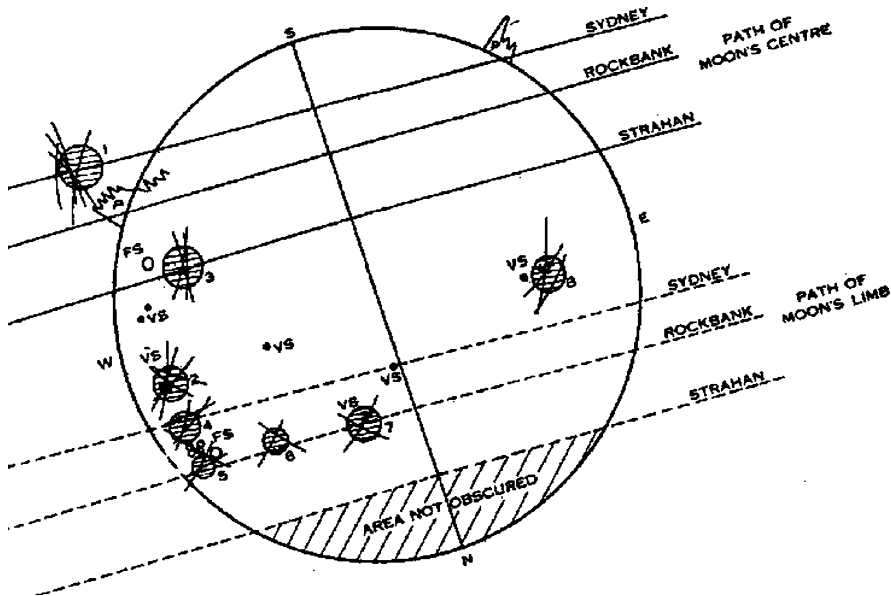 S
SYDNEY
ROCKBANK
PATH OF
MOON'S CENTRE
STRAHAN
1
P
FS
3
E
VS
8
SYDNEY
ROCKBANK
PATH OF
MOON'S LIMB
STRAHAN
VS
VS
W
VS
2
VS
4
FS
5
6
VS
7
AREA NOT OBSCURED
N